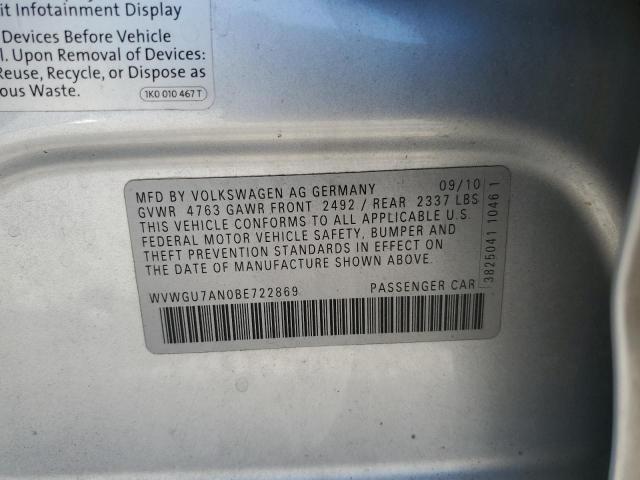 it Infotainment Display
Devices Before Vehicle
l. Upon Removal of Devices:
Reuse, Recycle, or Dispose as
ous Waste.
1K0 010 467 T
MFD BY VOLKSWAGEN AG GERMANY 09/10
GVWR 4763 GAWR FRONT 2492 / REAR 2337 LBS
THIS VEHICLE CONFORMS TO ALL APPLICABLE U.S.
FEDERAL MOTOR VEHICLE SAFETY, BUMPER AND
THEFT PREVENTION STANDARDS IN EFFECT ON
THE DATE OF MANUFACTURE SHOWN ABOVE.
WVWGU7AN0BE722869 PASSENGER CAR
3825041 1046 1